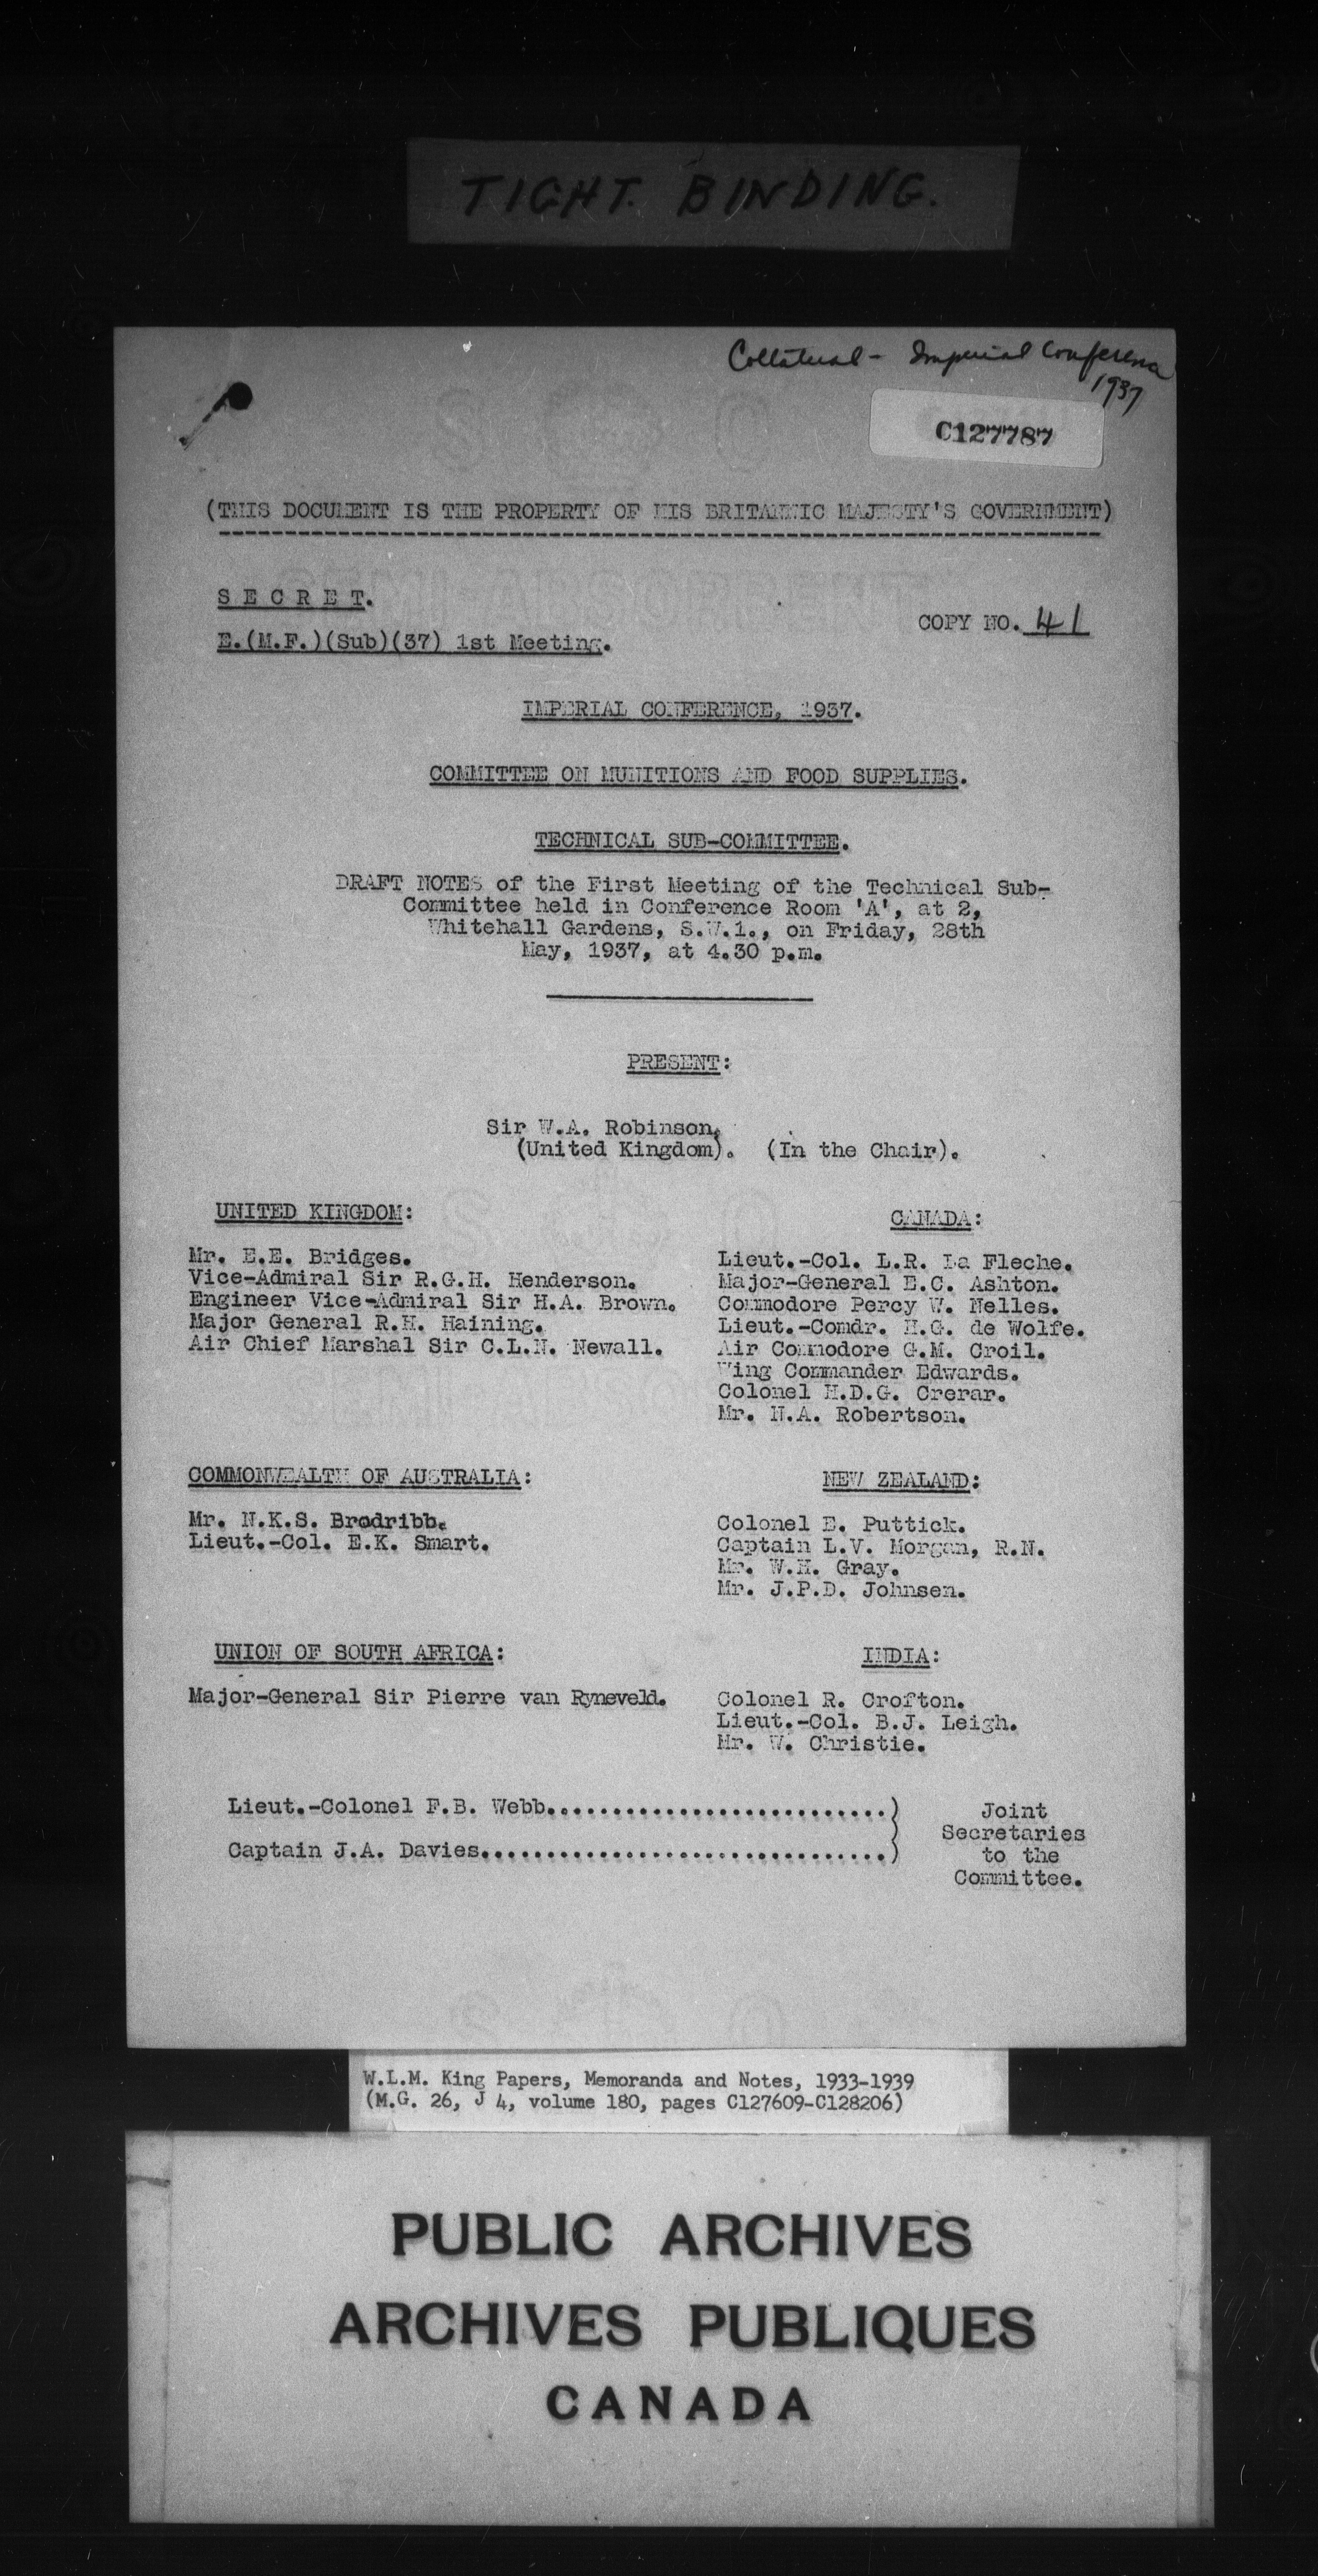 TIGHT. BINDING.
Collateral - Imperial Conference
1937
C127787
(THIS DOCUMENT IS THE PROPERTY OF HIS BRITANNIC MAJESTY'S GOVERNMENT)
S E C R E T.
COPY NO. 41
E.(M.F.)(Sub)(37) 1st Meeting.
IMPERIAL CONFERENCE, 1937.
COMMITTEE ON MUNITIONS AND FOOD SUPPLIES.
TECHNICAL SUB-COMMITTEE.
DRAFT NOTES of the First Meeting of the Technical Sub-
Committee held in Conference Room 'A', at 2,
Whitehall Gardens, S.W.1., on Friday, 28th
May, 1937, at 4.30 p.m.
PRESENT:
Sir W.A. Robinson,
(United Kingdom). (In the Chair).
UNITED KINGDOM:
Mr. E.E. Bridges.
Vice-Admiral Sir R.G.H. Henderson.
Engineer Vice-Admiral Sir H.A. Brown.
Major General R.H. Haining.
Air Chief Marshal Sir C.L.N. Newall.
CANADA:
Lieut.-Col. L.R. La Fleche.
Major-General E.C. Ashton.
Commodore Percy W. Nelles.
Lieut.-Comdr. H.G. de Wolfe.
Air Commodore G.M. Croil.
Wing Commander Edwards.
Colonel H.D.G. Crerar.
Mr. N.A. Robertson.
COMMONWEALTH OF AUSTRALIA:
Mr. N.K.S. Brodribb.
Lieut.-Col. E.K. Smart.
NEW ZEALAND:
Colonel E. Puttick.
Captain L.V. Morgan, R.N.
Mr. W.H. Gray.
Mr. J.P.D. Johnsen.
UNION OF SOUTH AFRICA:
Major-General Sir Pierre van Ryneveld.
INDIA:
Colonel R. Crofton.
Lieut.-Col. B.J. Leigh.
Mr. W. Christie.
Lieut.-Colonel F.B. Webb..........................)
Captain J.A. Davies...............................)
Joint
Secretaries
to the
Committee.
W.L.M. King Papers, Memoranda and Notes, 1933-1939
(M.G. 26, J 4, volume 180, pages C127609-C128206)
PUBLIC ARCHIVES
ARCHIVES PUBLIQUES
CANADA